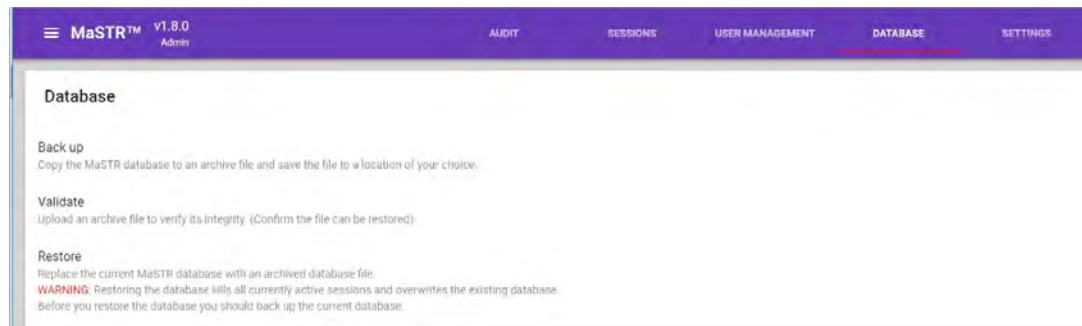 MaSTR™ v1.8.0
Admin
AUDIT SESSIONS USER MANAGEMENT DATABASE SETTINGS
Database
Back up
Copy the MaSTR database to an archive file and save the file to a location of your choice.
Validate
Upload an archive file to verify its integrity. (Confirm the file can be restored)
Restore
Replace the current MaSTR database with an archived database file.
WARNING: Restoring the database kills all currently active sessions and overwrites the existing database.
Before you restore the database you should back up the current database.